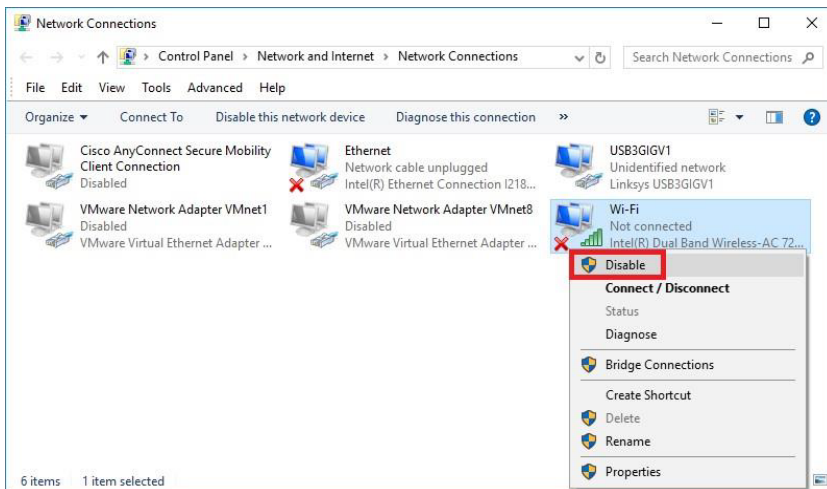 Network Connections
Control Panel > Network and Internet > Network Connections
Search Network Connections
File Edit View Tools Advanced Help
Organize Connect To Disable this network device Diagnose this connection »
Cisco AnyConnect Secure Mobility
Client Connection
Disabled
Ethernet
Network cable unplugged
Intel(R) Ethernet Connection I218...
USB3GIGV1
Unidentified network
Linksys USB3GIGV1
VMware Network Adapter VMnet1
Disabled
VMware Virtual Ethernet Adapter ...
VMware Network Adapter VMnet8
Disabled
VMware Virtual Ethernet Adapter ...
Wi-Fi
Not connected
Intel(R) Dual Band Wireless-AC 72...
Disable
Connect / Disconnect
Status
Diagnose
Bridge Connections
Create Shortcut
Delete
Rename
Properties
6 items 1 item selected